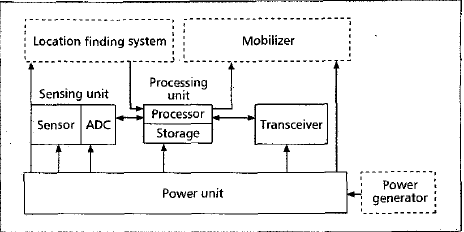 Location finding system
Mobilizer
Sensing unit
Processing
unit
Sensor
ADC
Processor
Storage
Transceiver
Power unit
Power
generator